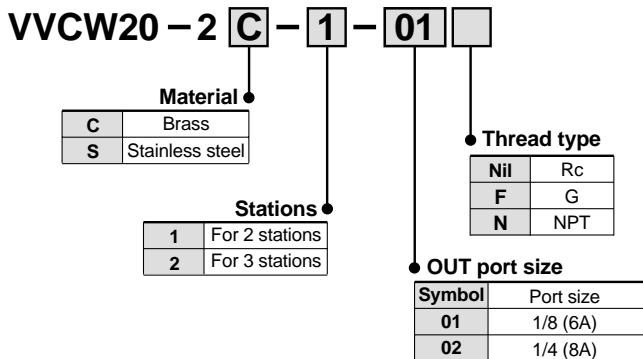 VVCW20 – 2 C – 1 – 01
Material
C Brass
S Stainless steel
Stations
1 For 2 stations
2 For 3 stations
Thread type
Nil Rc
F G
N NPT
OUT port size
Symbol Port size
01 1/8 (6A)
02 1/4 (8A)